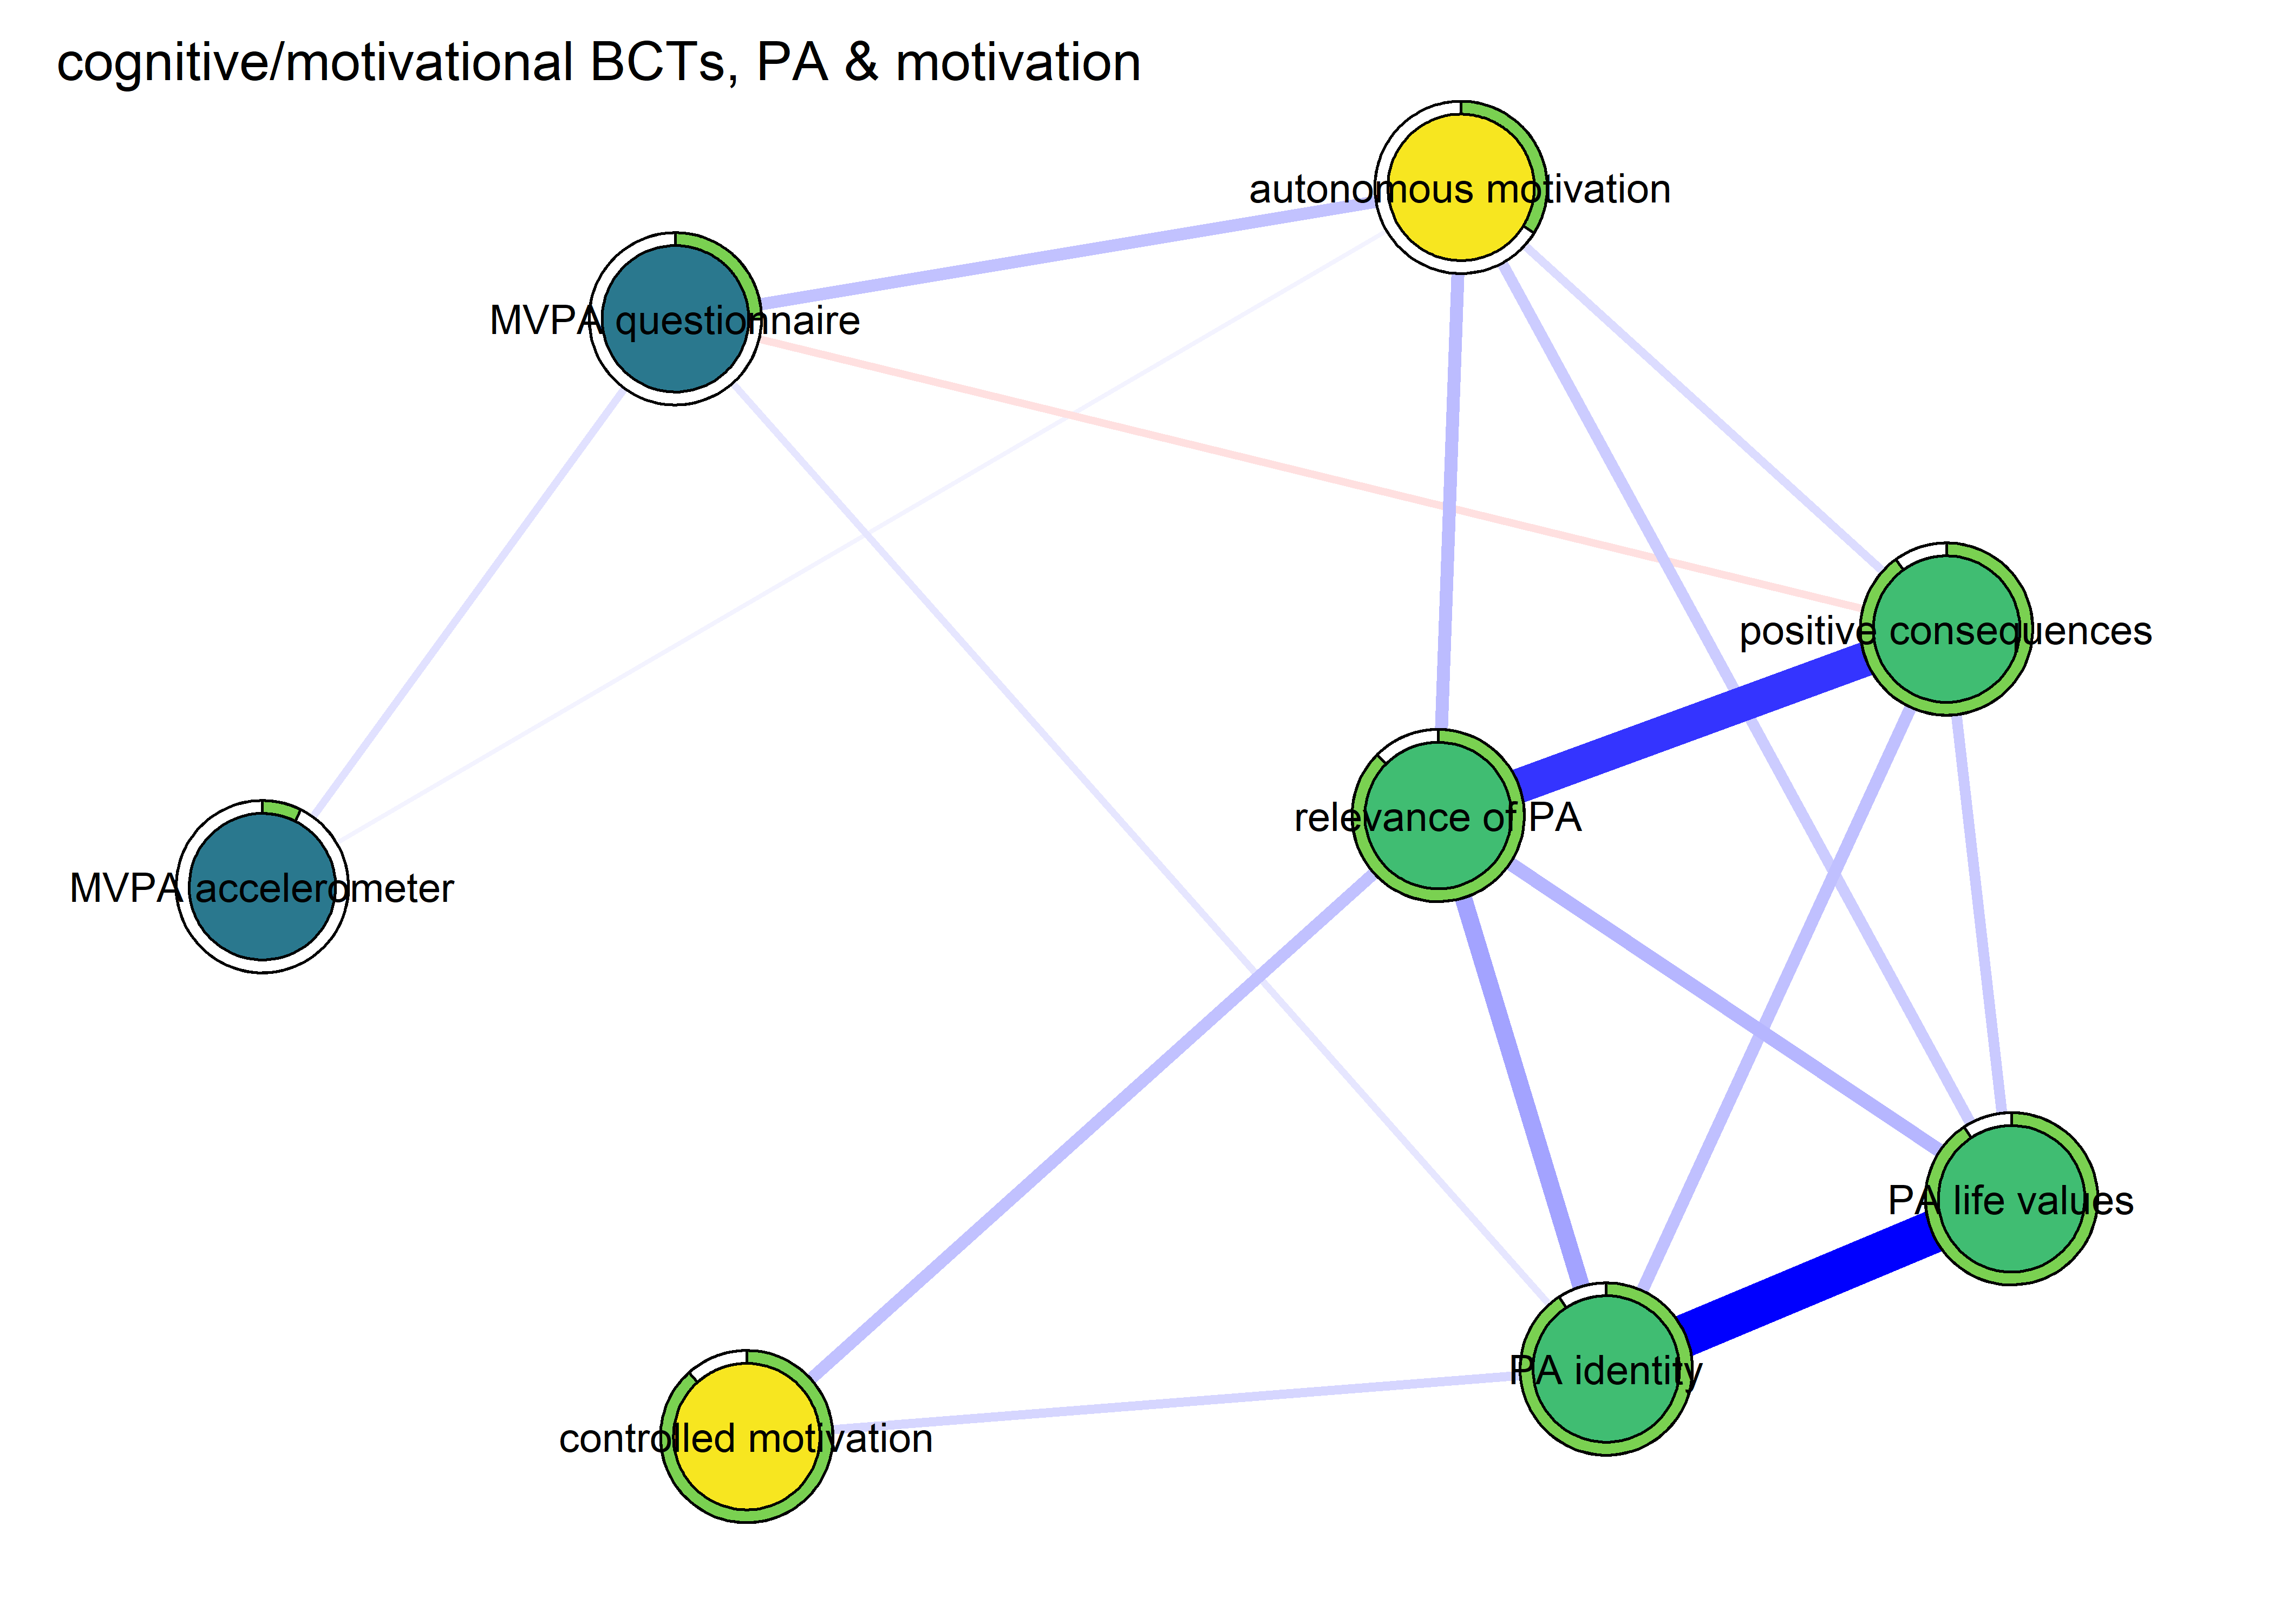 cognitive/motivational BCTs, PA & motivation
autonomous motivation
MVPA questionnaire
positive consequences
relevance of PA
MVPA accelerometer
PA life values
PA identity
controlled motivation